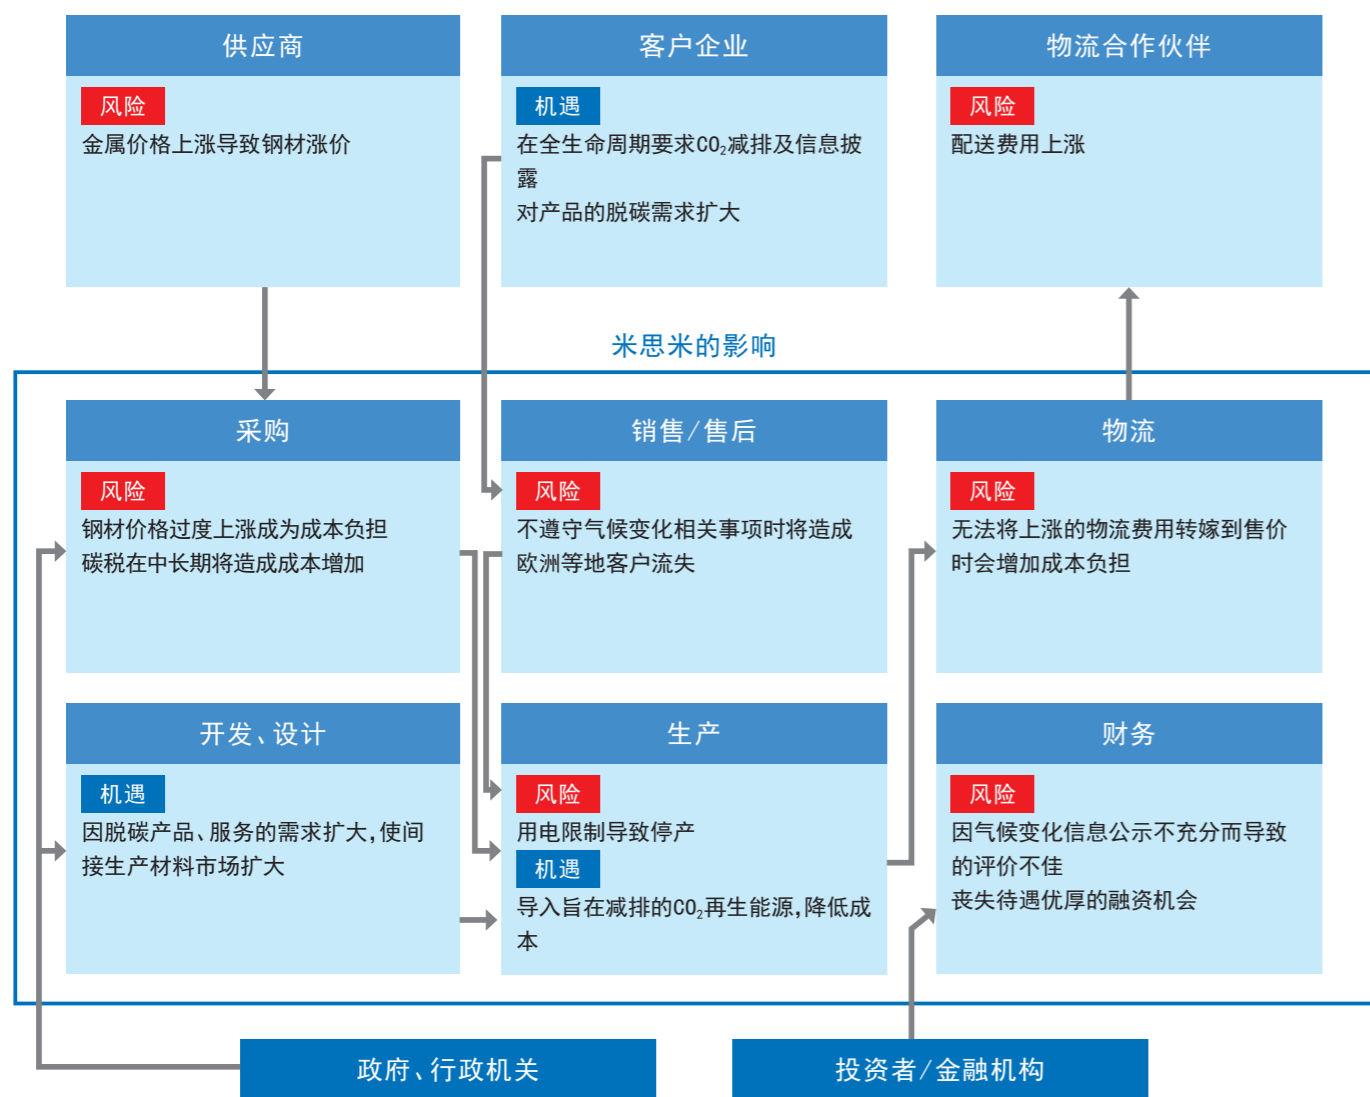 供应商
风险
金属价格上涨导致钢材涨价
客户企业
机遇
在全生命周期要求CO₂减排及信息披
露
对产品的脱碳需求扩大
物流合作伙伴
风险
配送费用上涨
米思米的影响
采购
风险
钢材价格过度上涨成为成本负担
碳税在中长期将造成成本增加
销售/售后
风险
不遵守气候变化相关事项时将造成
欧洲等地客户流失
物流
风险
无法将上涨的物流费用转嫁到售价
时会增加成本负担
开发、设计
机遇
因脱碳产品、服务的需求扩大,使间
接生产材料市场扩大
生产
风险
用电限制导致停产
机遇
导入旨在减排的CO₂再生能源,降低成
本
财务
风险
因气候变化信息公示不充分而导致
的评价不佳
丧失待遇优厚的融资机会
政府、行政机关
投资者/金融机构